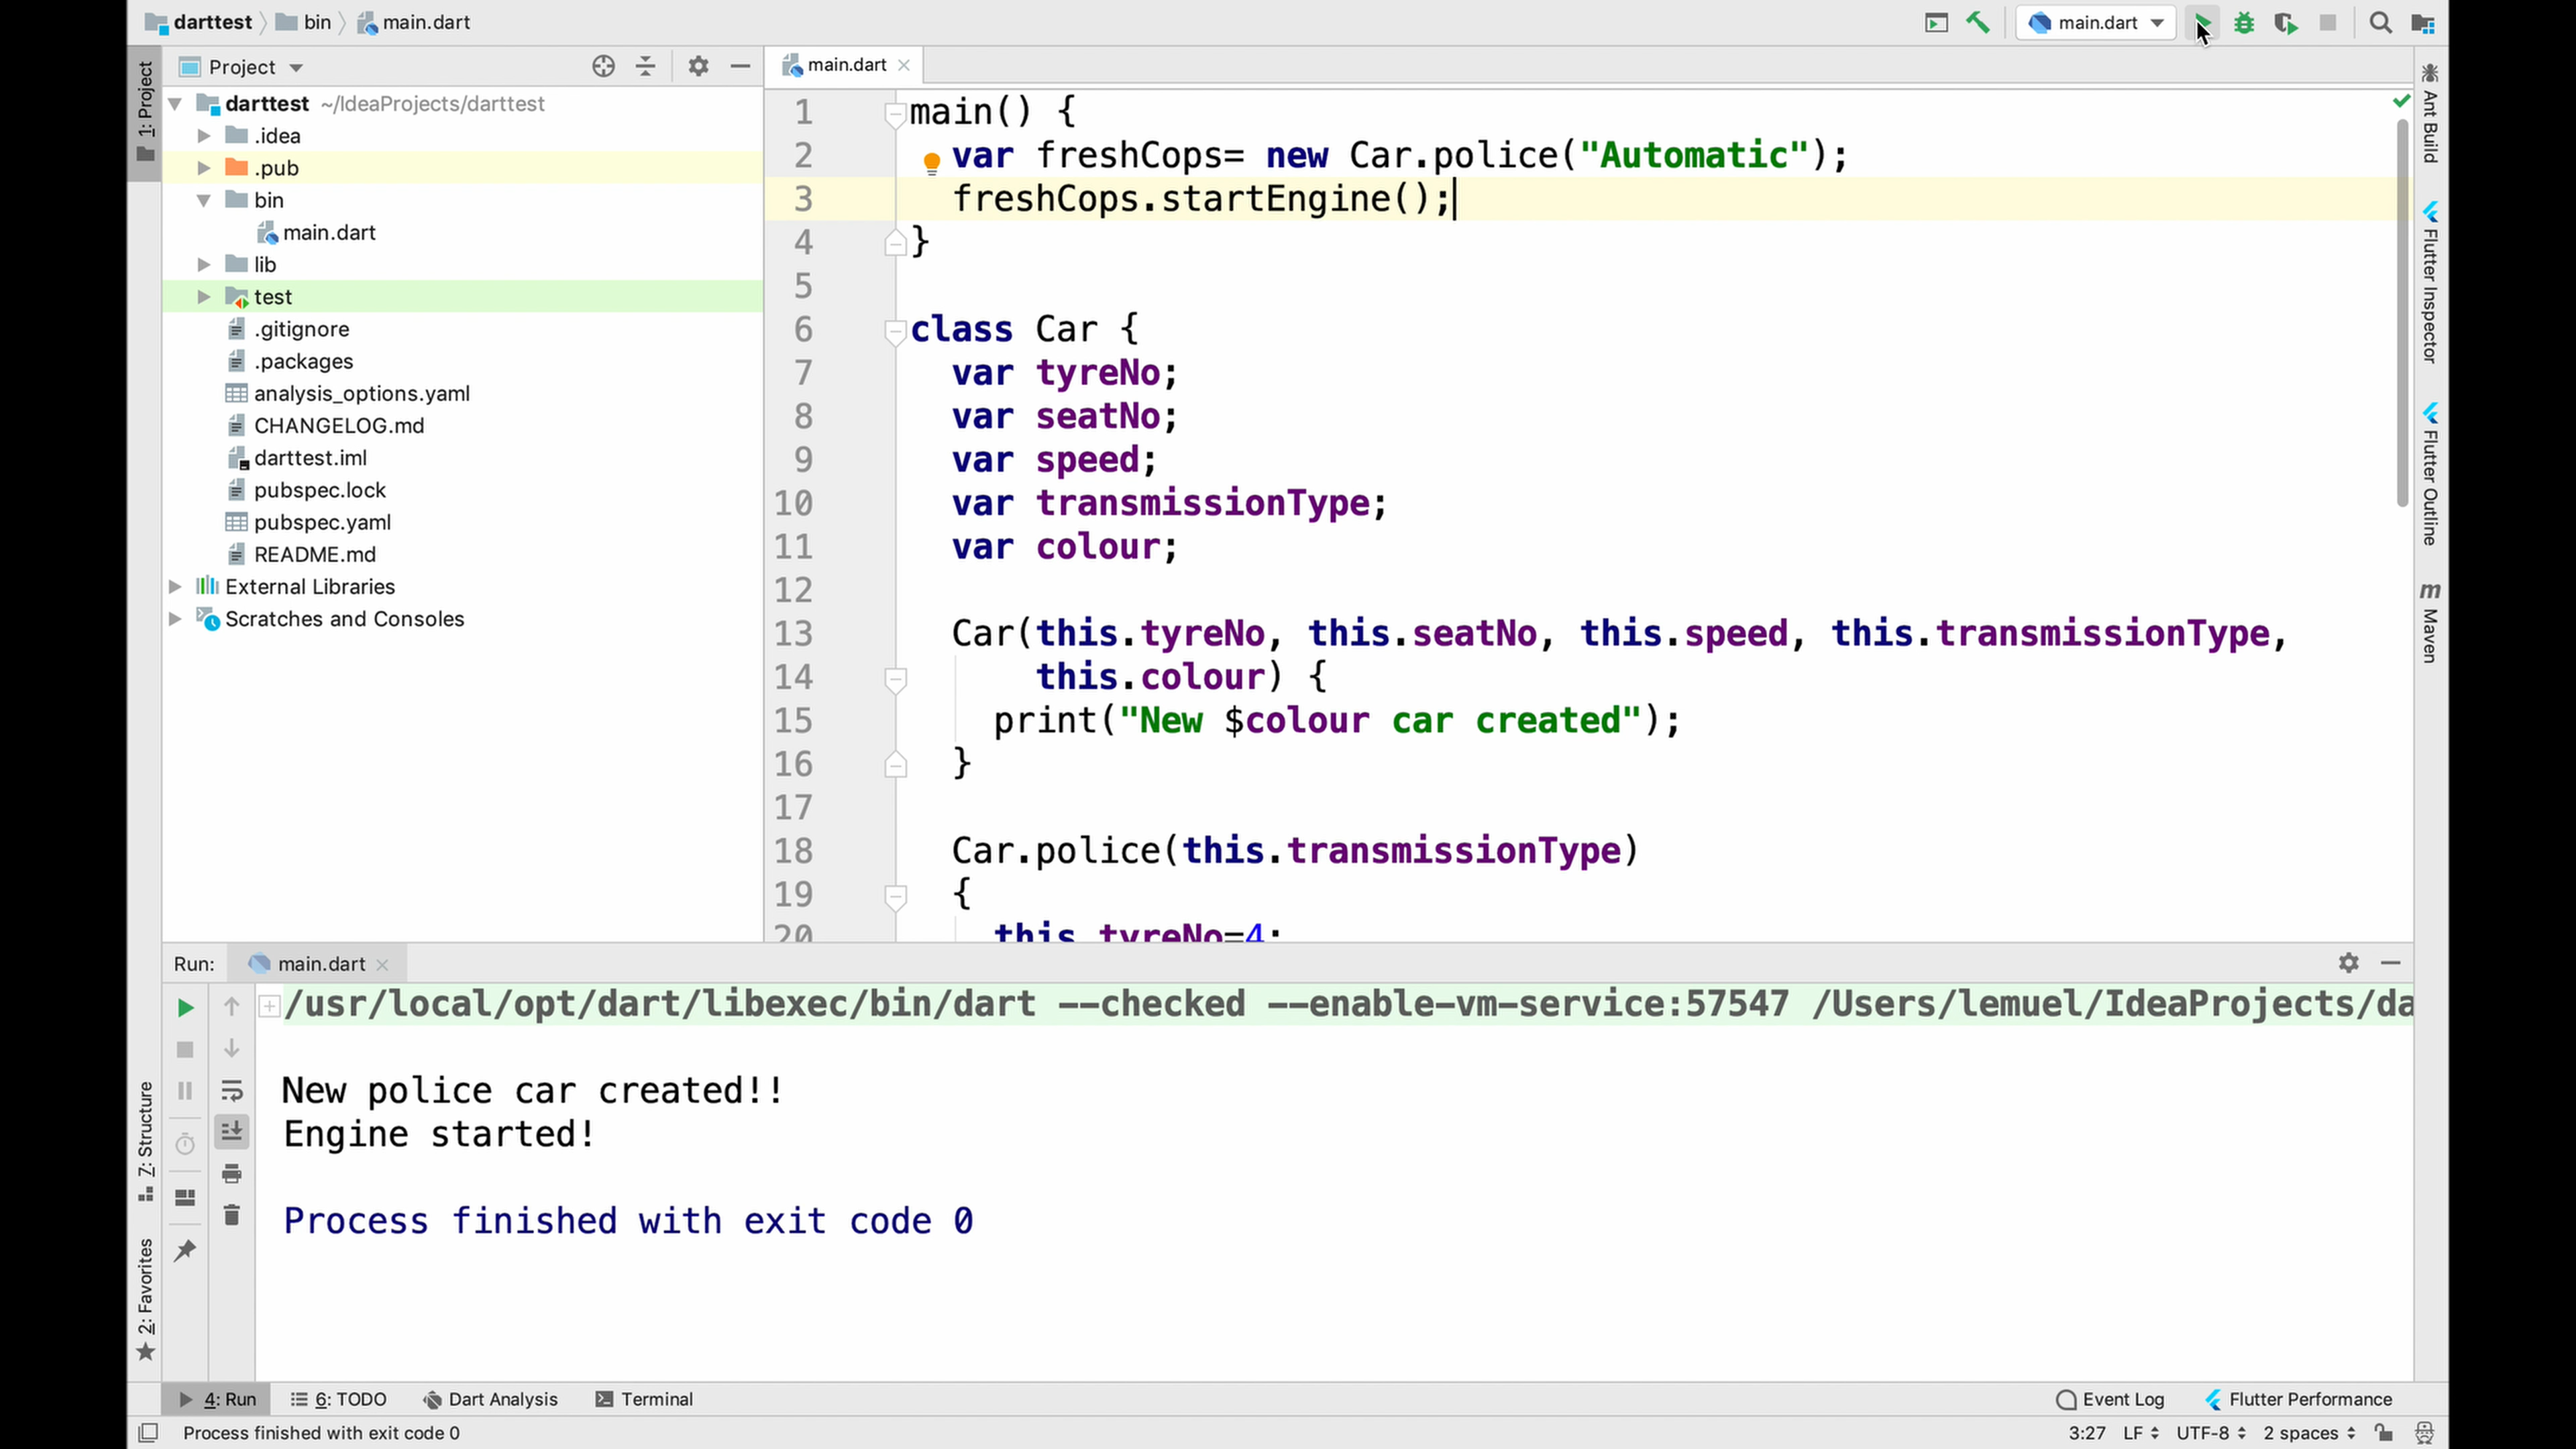 darttest
bin
main.dart
main.dart
1: Project
Project
darttest ~/IdeaProjects/darttest
.idea
.pub
bin
main.dart
lib
test
.gitignore
.packages
analysis_options.yaml
CHANGELOG.md
darttest.iml
pubspec.lock
pubspec.yaml
README.md
External Libraries
Scratches and Consoles
main.dart
1 main() {
2 var freshCops= new Car.police("Automatic");
3 freshCops.startEngine();
4 }
5
6 class Car {
7 var tyreNo;
8 var seatNo;
9 var speed;
10 var transmissionType;
11 var colour;
12
13 Car(this.tyreNo, this.seatNo, this.speed, this.transmissionType,
14 this.colour) {
15 print("New $colour car created");
16 }
17
18 Car.police(this.transmissionType)
19 {
20 this.tyreNo=4;
Ant Build
Flutter Inspector
Flutter Outline
m Maven
Run: main.dart
/usr/local/opt/dart/libexec/bin/dart --checked --enable-vm-service:57547 /Users/lemuel/IdeaProjects/da
New police car created!!
Engine started!
Process finished with exit code 0
7: Structure
2: Favorites
4: Run
6: TODO
Dart Analysis
Terminal
Event Log
Flutter Performance
Process finished with exit code 0
3:27 LF UTF-8 2 spaces